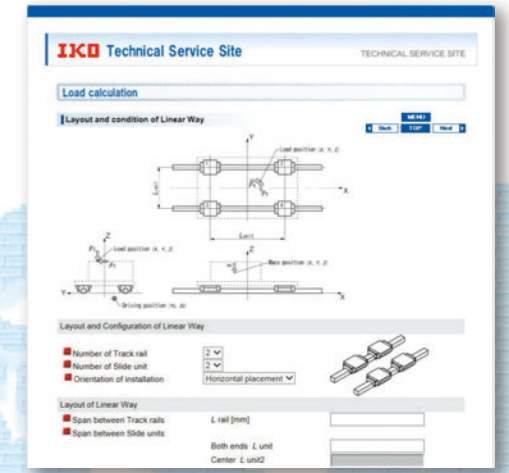 IKO Technical Service Site
TECHNICAL SERVICE SITE
Load calculation
Layout and condition of Linear Way
MENU
Back TOP Next
Y
Load position (X, Y, Z)
X
L unit
Z
Load position (X, Y, Z)
Y
Driving position (Yd, Zd)
Z
Mass position (X, Y, Z)
X
Layout and Configuration of Linear Way
Number of Track rail 2
Number of Slide unit 2
Orientation of installation Horizontal placement
Layout of Linear Way
Span between Track rails L rail [mm]
Span between Slide units
Both ends L unit
Center L unit2